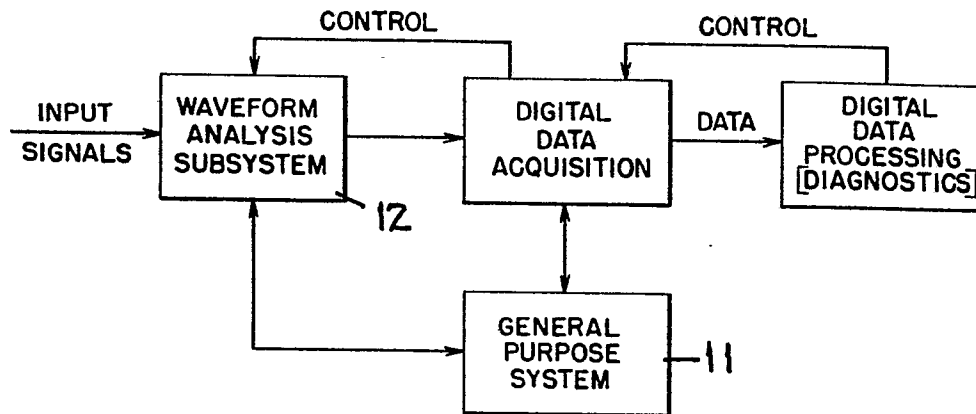 CONTROL
CONTROL
INPUT
SIGNALS
WAVEFORM
ANALYSIS
SUBSYSTEM
12
DIGITAL
DATA
ACQUISITION
DATA
DIGITAL
DATA
PROCESSING
[DIAGNOSTICS]
GENERAL
PURPOSE
SYSTEM
11